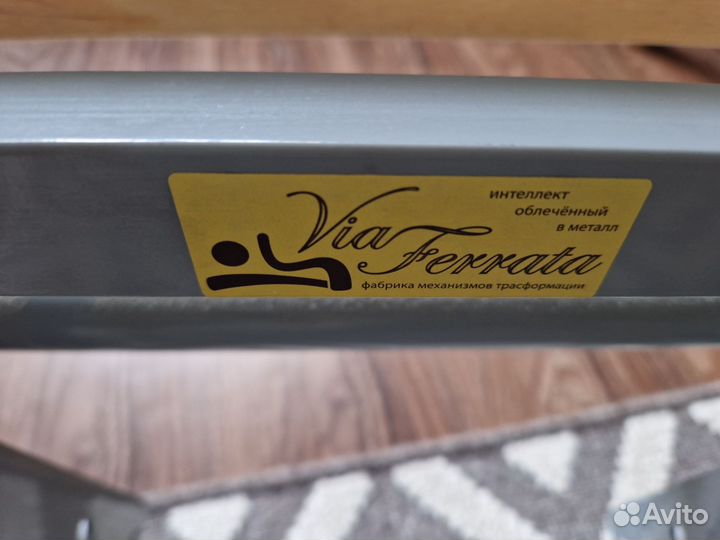 интеллект
облечённый
в металл
Via
Ferrata
фабрика механизмов трасформации
Avito